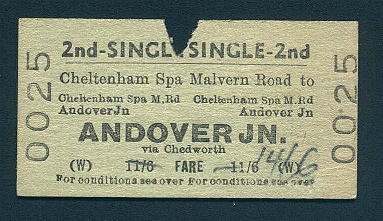 2nd-SINGLE SINGLE-2nd
Cheltenham Spa Malvern Road to
Cheltenham Spa M.Rd Cheltenham Spa M.Rd
Andover Jn Andover Jn
ANDOVER JN.
via Chedworth
(W) 11/6 FARE 11/6 (W)
14/6
For conditions see over For conditions see over
0025
0025